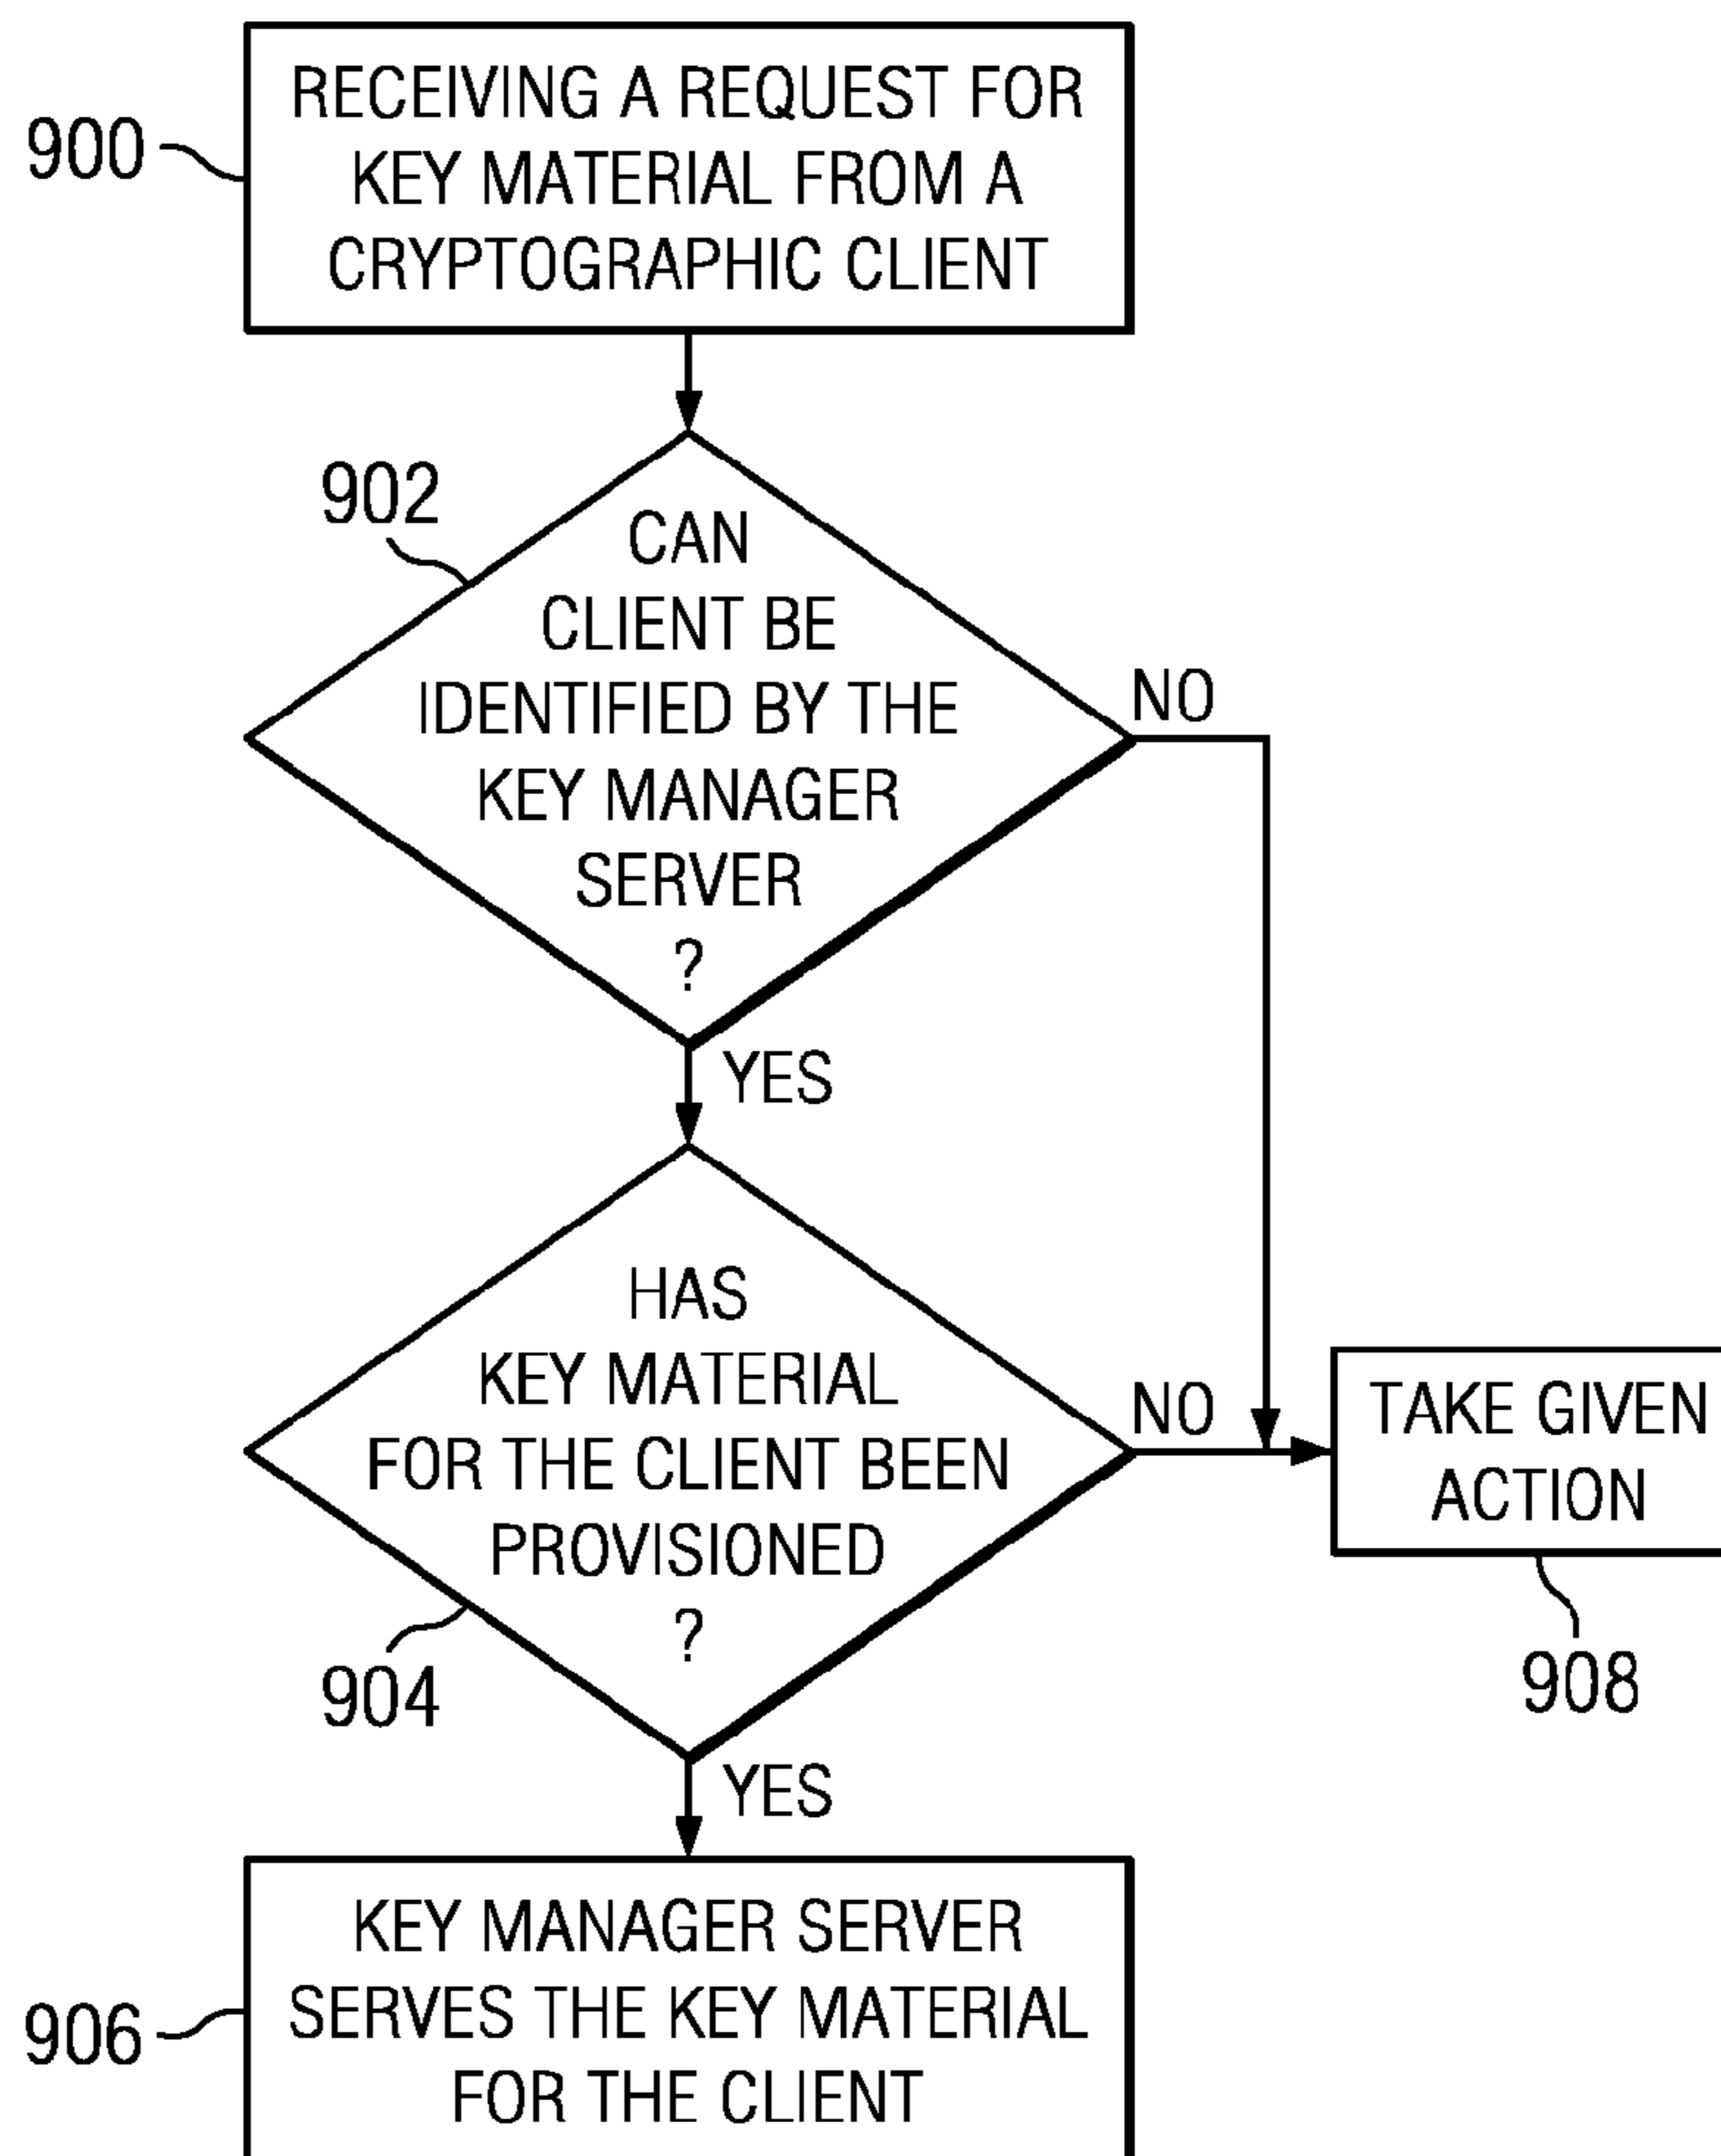 900
RECEIVING A REQUEST FOR
KEY MATERIAL FROM A
CRYPTOGRAPHIC CLIENT
902
CAN
CLIENT BE
IDENTIFIED BY THE
KEY MANAGER
SERVER
?
NO
YES
HAS
KEY MATERIAL
FOR THE CLIENT BEEN
PROVISIONED
?
904
NO
TAKE GIVEN
ACTION
908
YES
906
KEY MANAGER SERVER
SERVES THE KEY MATERIAL
FOR THE CLIENT